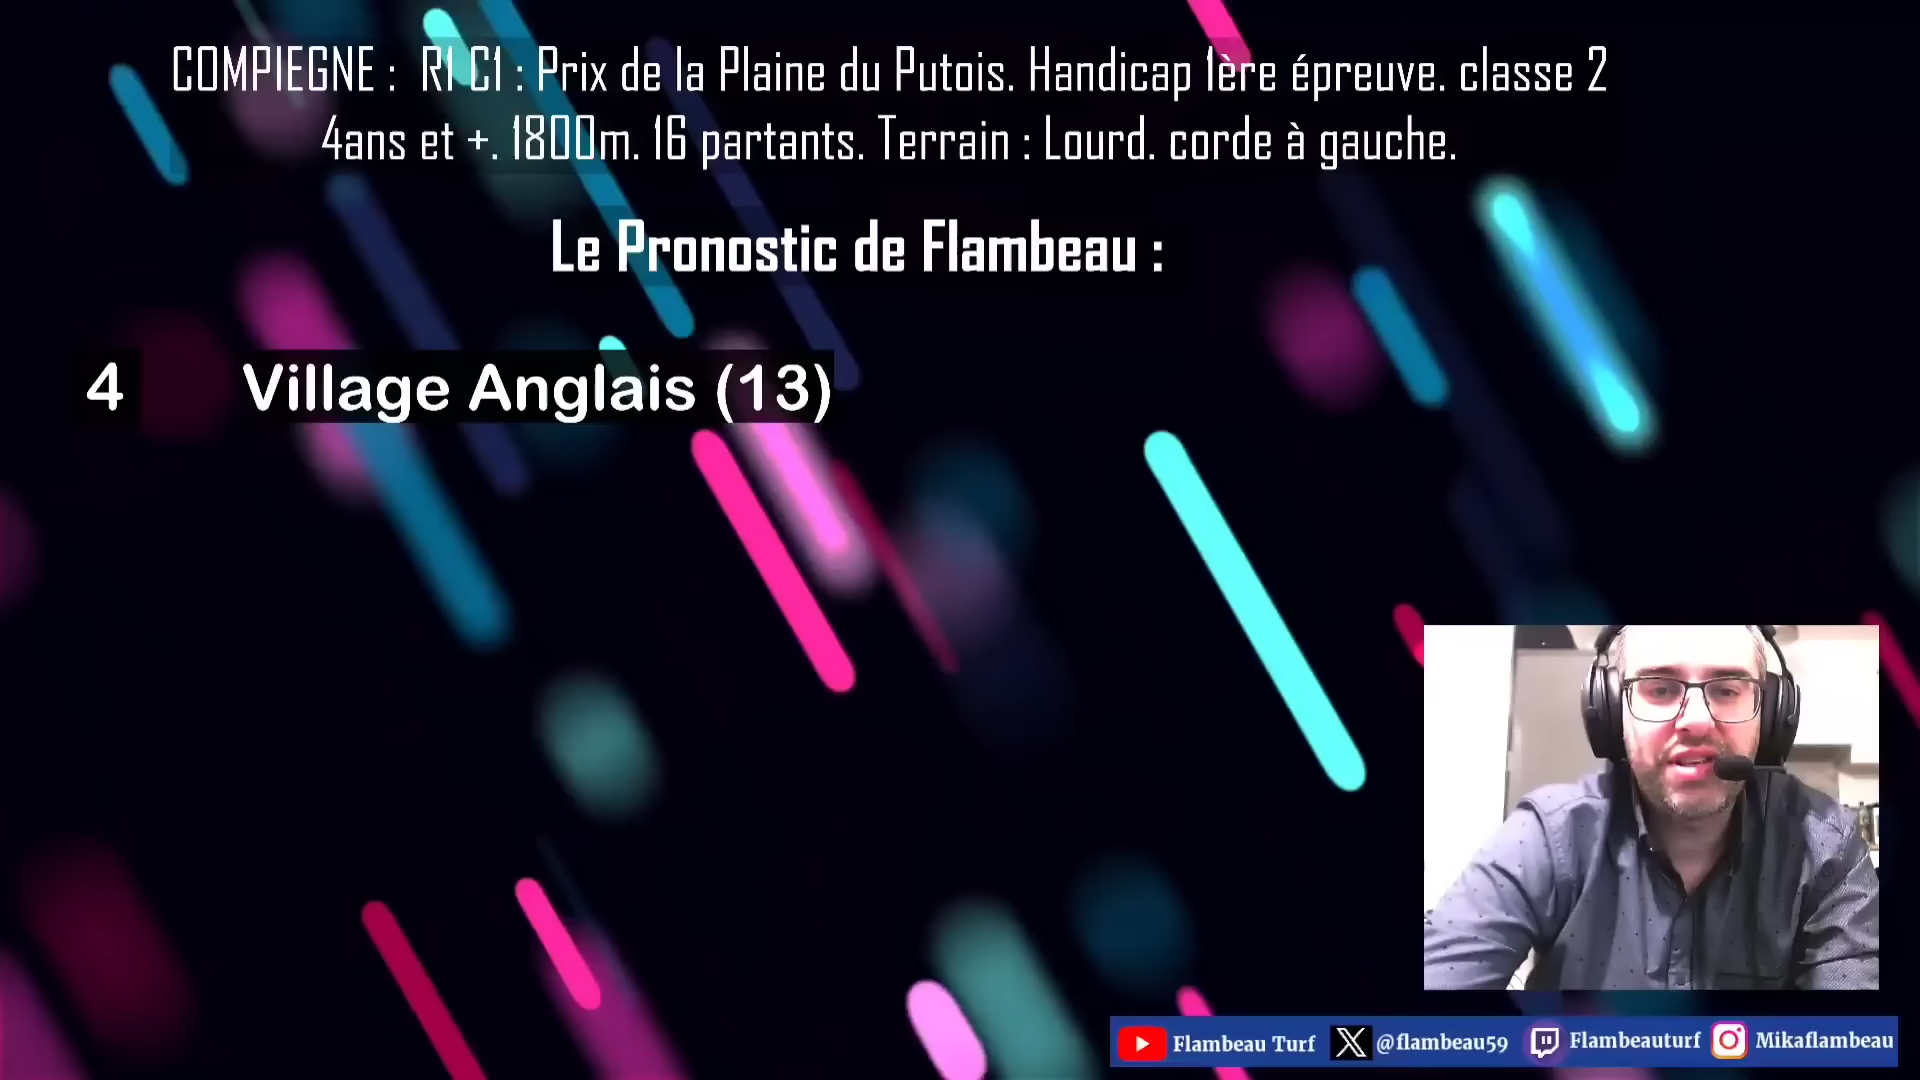 COMPIEGNE : R1 C1 : Prix de la Plaine du Putois. Handicap 1ère épreuve. classe 2
4ans et +. 1800m. 16 partants. Terrain : Lourd. corde à gauche.
Le Pronostic de Flambeau :
4 Village Anglais (13)
Flambeau Turf @flambeau59 Flambeauturf Mikaflambeau